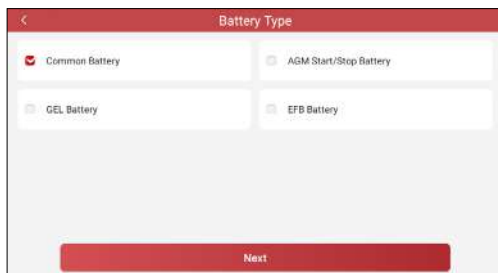 Battery Type
Common Battery
AGM Start/Stop Battery
GEL Battery
EFB Battery
Next